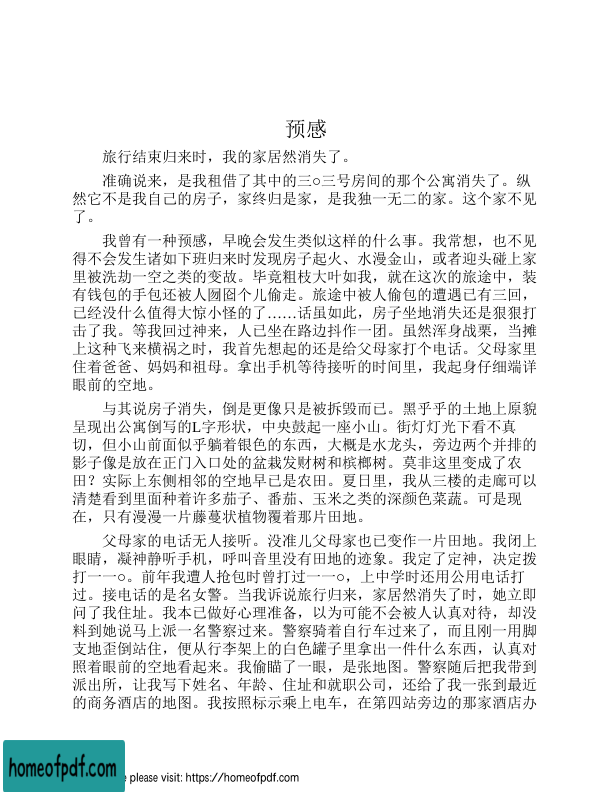 预感
旅行结束归来时，我的家居然消失了。
准确说来，是我租借了其中的三○三号房间的那个公寓消失了。纵
然它不是我自己的房子，家终归是家，是我独一无二的家。这个家不见
了。
我曾有一种预感，早晚会发生类似这样的什么事。我常想，也不见
得不会发生诸如下班归来时发现房子起火、水漫金山，或者迎头碰上家
里被洗劫一空之类的变故。毕竟粗枝大叶如我，就在这次的旅途中，装
有钱包的手包还被人囫囵个儿偷走。旅途中被人偷包的遭遇已有三回，
已经没什么值得大惊小怪的了……话虽如此，房子坐地消失还是狠狠打
击了我。等我回过神来，人已坐在路边抖作一团。虽然浑身战栗，当摊
上这种飞来横祸之时，我首先想起的还是给父母家打个电话。父母家里
住着爸爸、妈妈和祖母。拿出手机等待接听的时间里，我起身仔细端详
眼前的空地。
与其说房子消失，倒是更像只是被拆毁而已。黑乎乎的土地上原貌
呈现出公寓倒写的L字形状，中央鼓起一座小山。街灯灯光下看不真
切，但小山前面似乎躺着银色的东西，大概是水龙头，旁边两个并排的
影子像是放在正门入口处的盆栽发财树和槟榔树。莫非这里变成了农
田？实际上东侧相邻的空地早已是农田。夏日里，我从三楼的走廊可以
清楚看到里面种着许多茄子、番茄、玉米之类的深颜色菜蔬。可是现
在，只有漫漫一片藤蔓状植物覆着那片田地。
父母家的电话无人接听。没准儿父母家也已变作一片田地。我闭上
眼睛，凝神静听手机，呼叫音里没有田地的迹象。我定了定神，决定拨
打一一○。前年我遭人抢包时曾打过一一○，上中学时还用公用电话打
过。接电话的是名女警。当我诉说旅行归来，家居然消失了时，她立即
问了我住址。我本已做好心理准备，以为可能不会被人认真对待，却没
料到她说马上派一名警察过来。警察骑着自行车过来了，而且刚一用脚
支地歪倒站住，便从行李架上的白色罐子里拿出一件什么东西，认真对
照着眼前的空地看起来。我偷瞄了一眼，是张地图。警察随后把我带到
派出所，让我写下姓名、年龄、住址和就职公司，还给了我一张到最近
的商务酒店的地图。我按照标示乘上电车，在第四站旁边的那家酒店办
homeofpdf.com
e please visit: https://homeofpdf.com